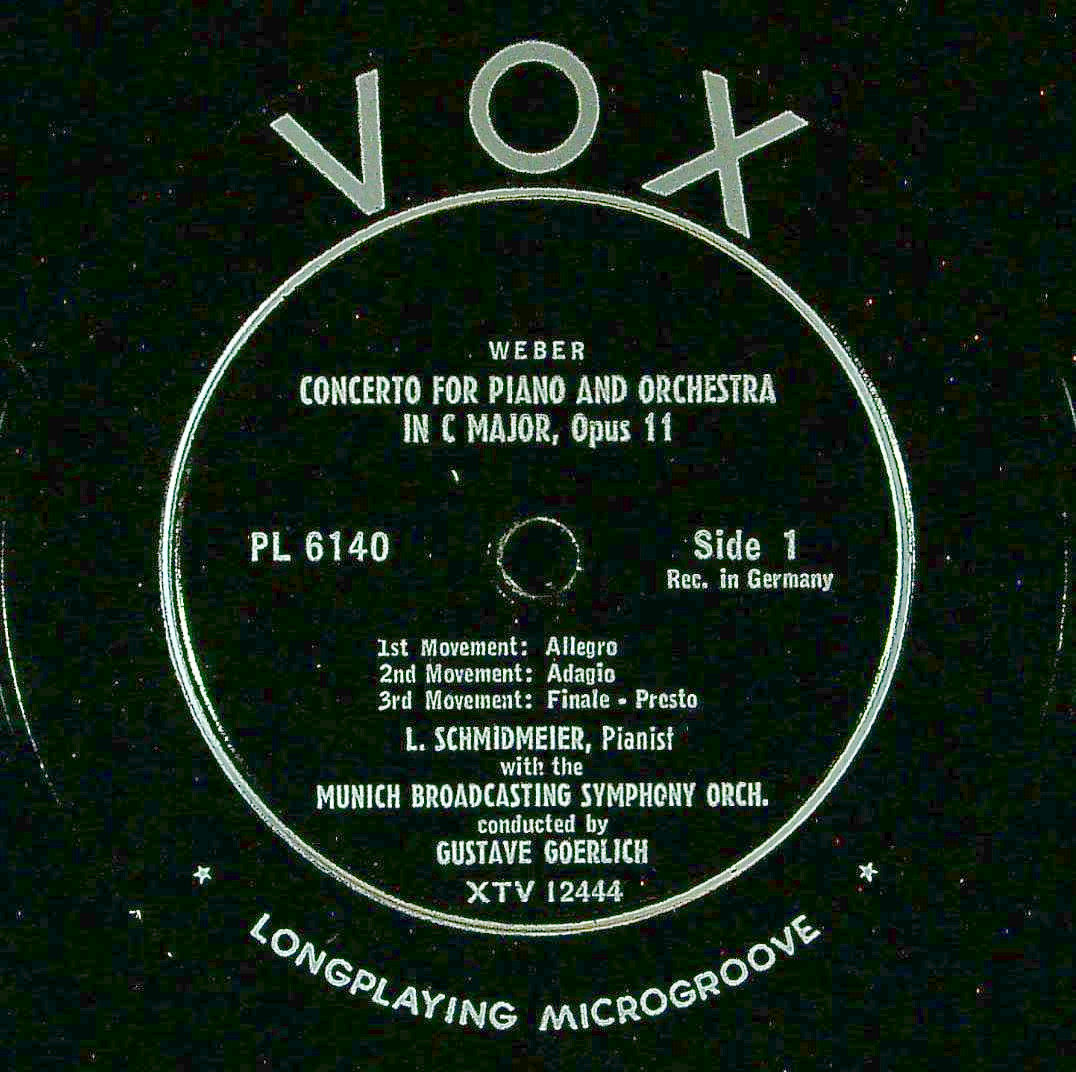 VOX
WEBER
CONCERTO FOR PIANO AND ORCHESTRA
IN C MAJOR, Opus 11
PL 6140
Side 1
Rec. in Germany
1st Movement: Allegro
2nd Movement: Adagio
3rd Movement: Finale - Presto
L. SCHMIDMEIER, Pianist
with the
MUNICH BROADCASTING SYMPHONY ORCH.
conducted by
GUSTAVE GOERLICH
XTV 12444
LONGPLAYING MICROGROOVE